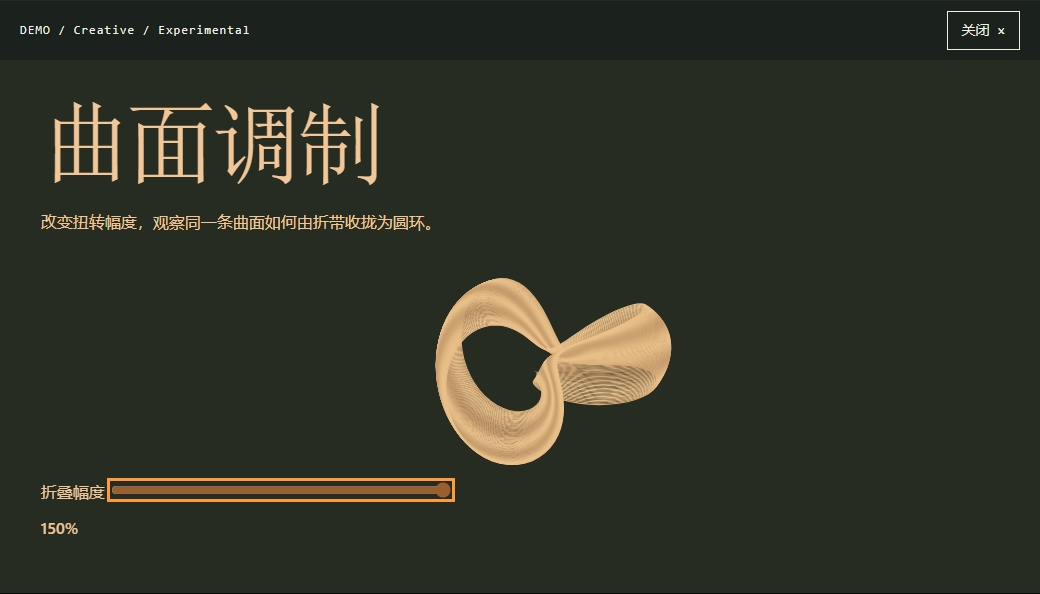 DEMO / Creative / Experimental
关闭 ×
曲面调制
改变扭转幅度，观察同一条曲面如何由折带收拢为圆环。
折叠幅度
150%